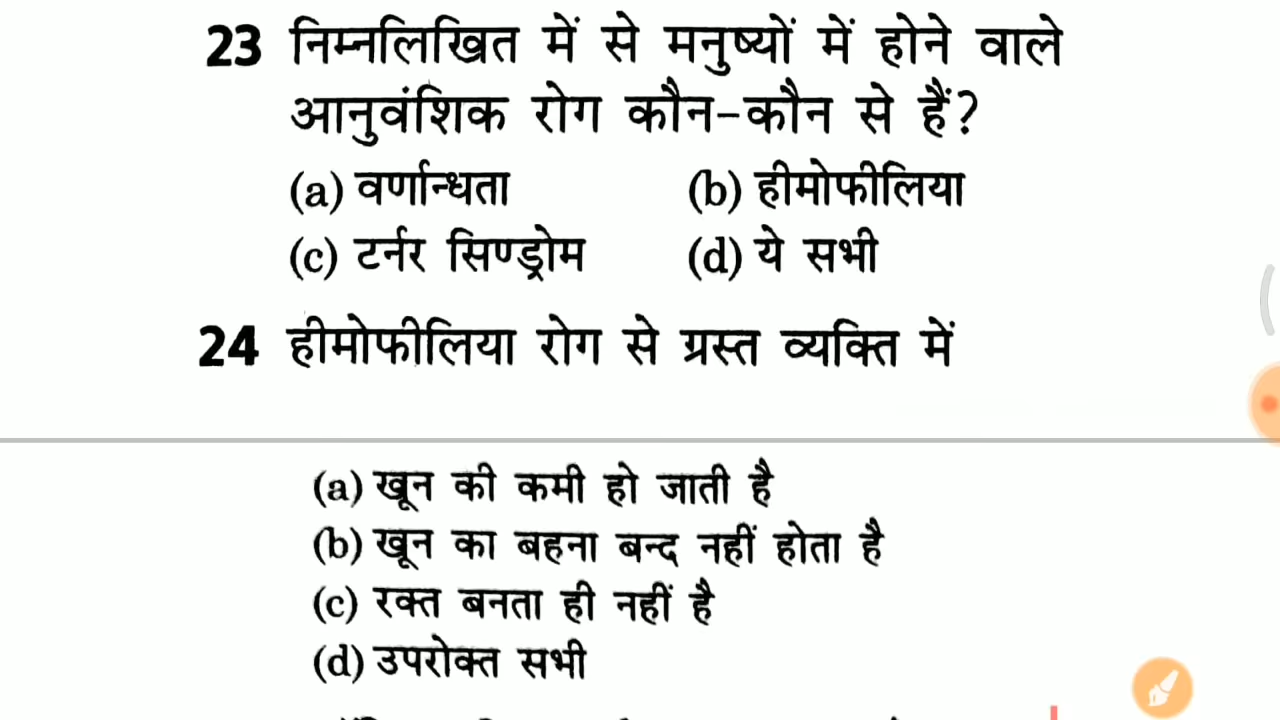 23 निम्नलिखित में से मनुष्यों में होने वाले
आनुवंशिक रोग कौन-कौन से हैं?
(a) वर्णान्धता (b) हीमोफीलिया
(c) टर्नर सिण्ड्रोम (d) ये सभी
24 हीमोफीलिया रोग से ग्रस्त व्यक्ति में
(a) खून की कमी हो जाती है
(b) खून का बहना बन्द नहीं होता है
(c) रक्त बनता ही नहीं है
(d) उपरोक्त सभी